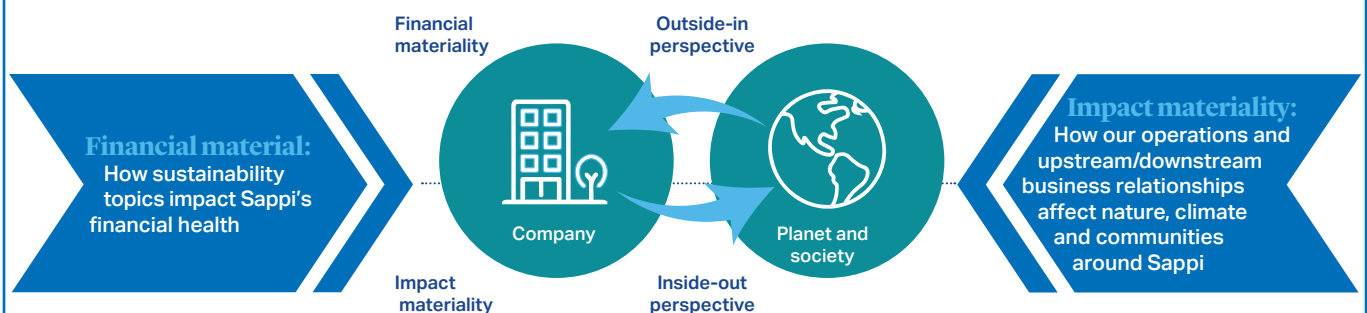 Financial
materiality
Outside-in
perspective
Financial material:
How sustainability
topics impact Sappi's
financial health
Company
Planet and
society
Impact materiality:
How our operations and
upstream/downstream
business relationships
affect nature, climate
and communities
around Sappi
Impact
materiality
Inside-out
perspective